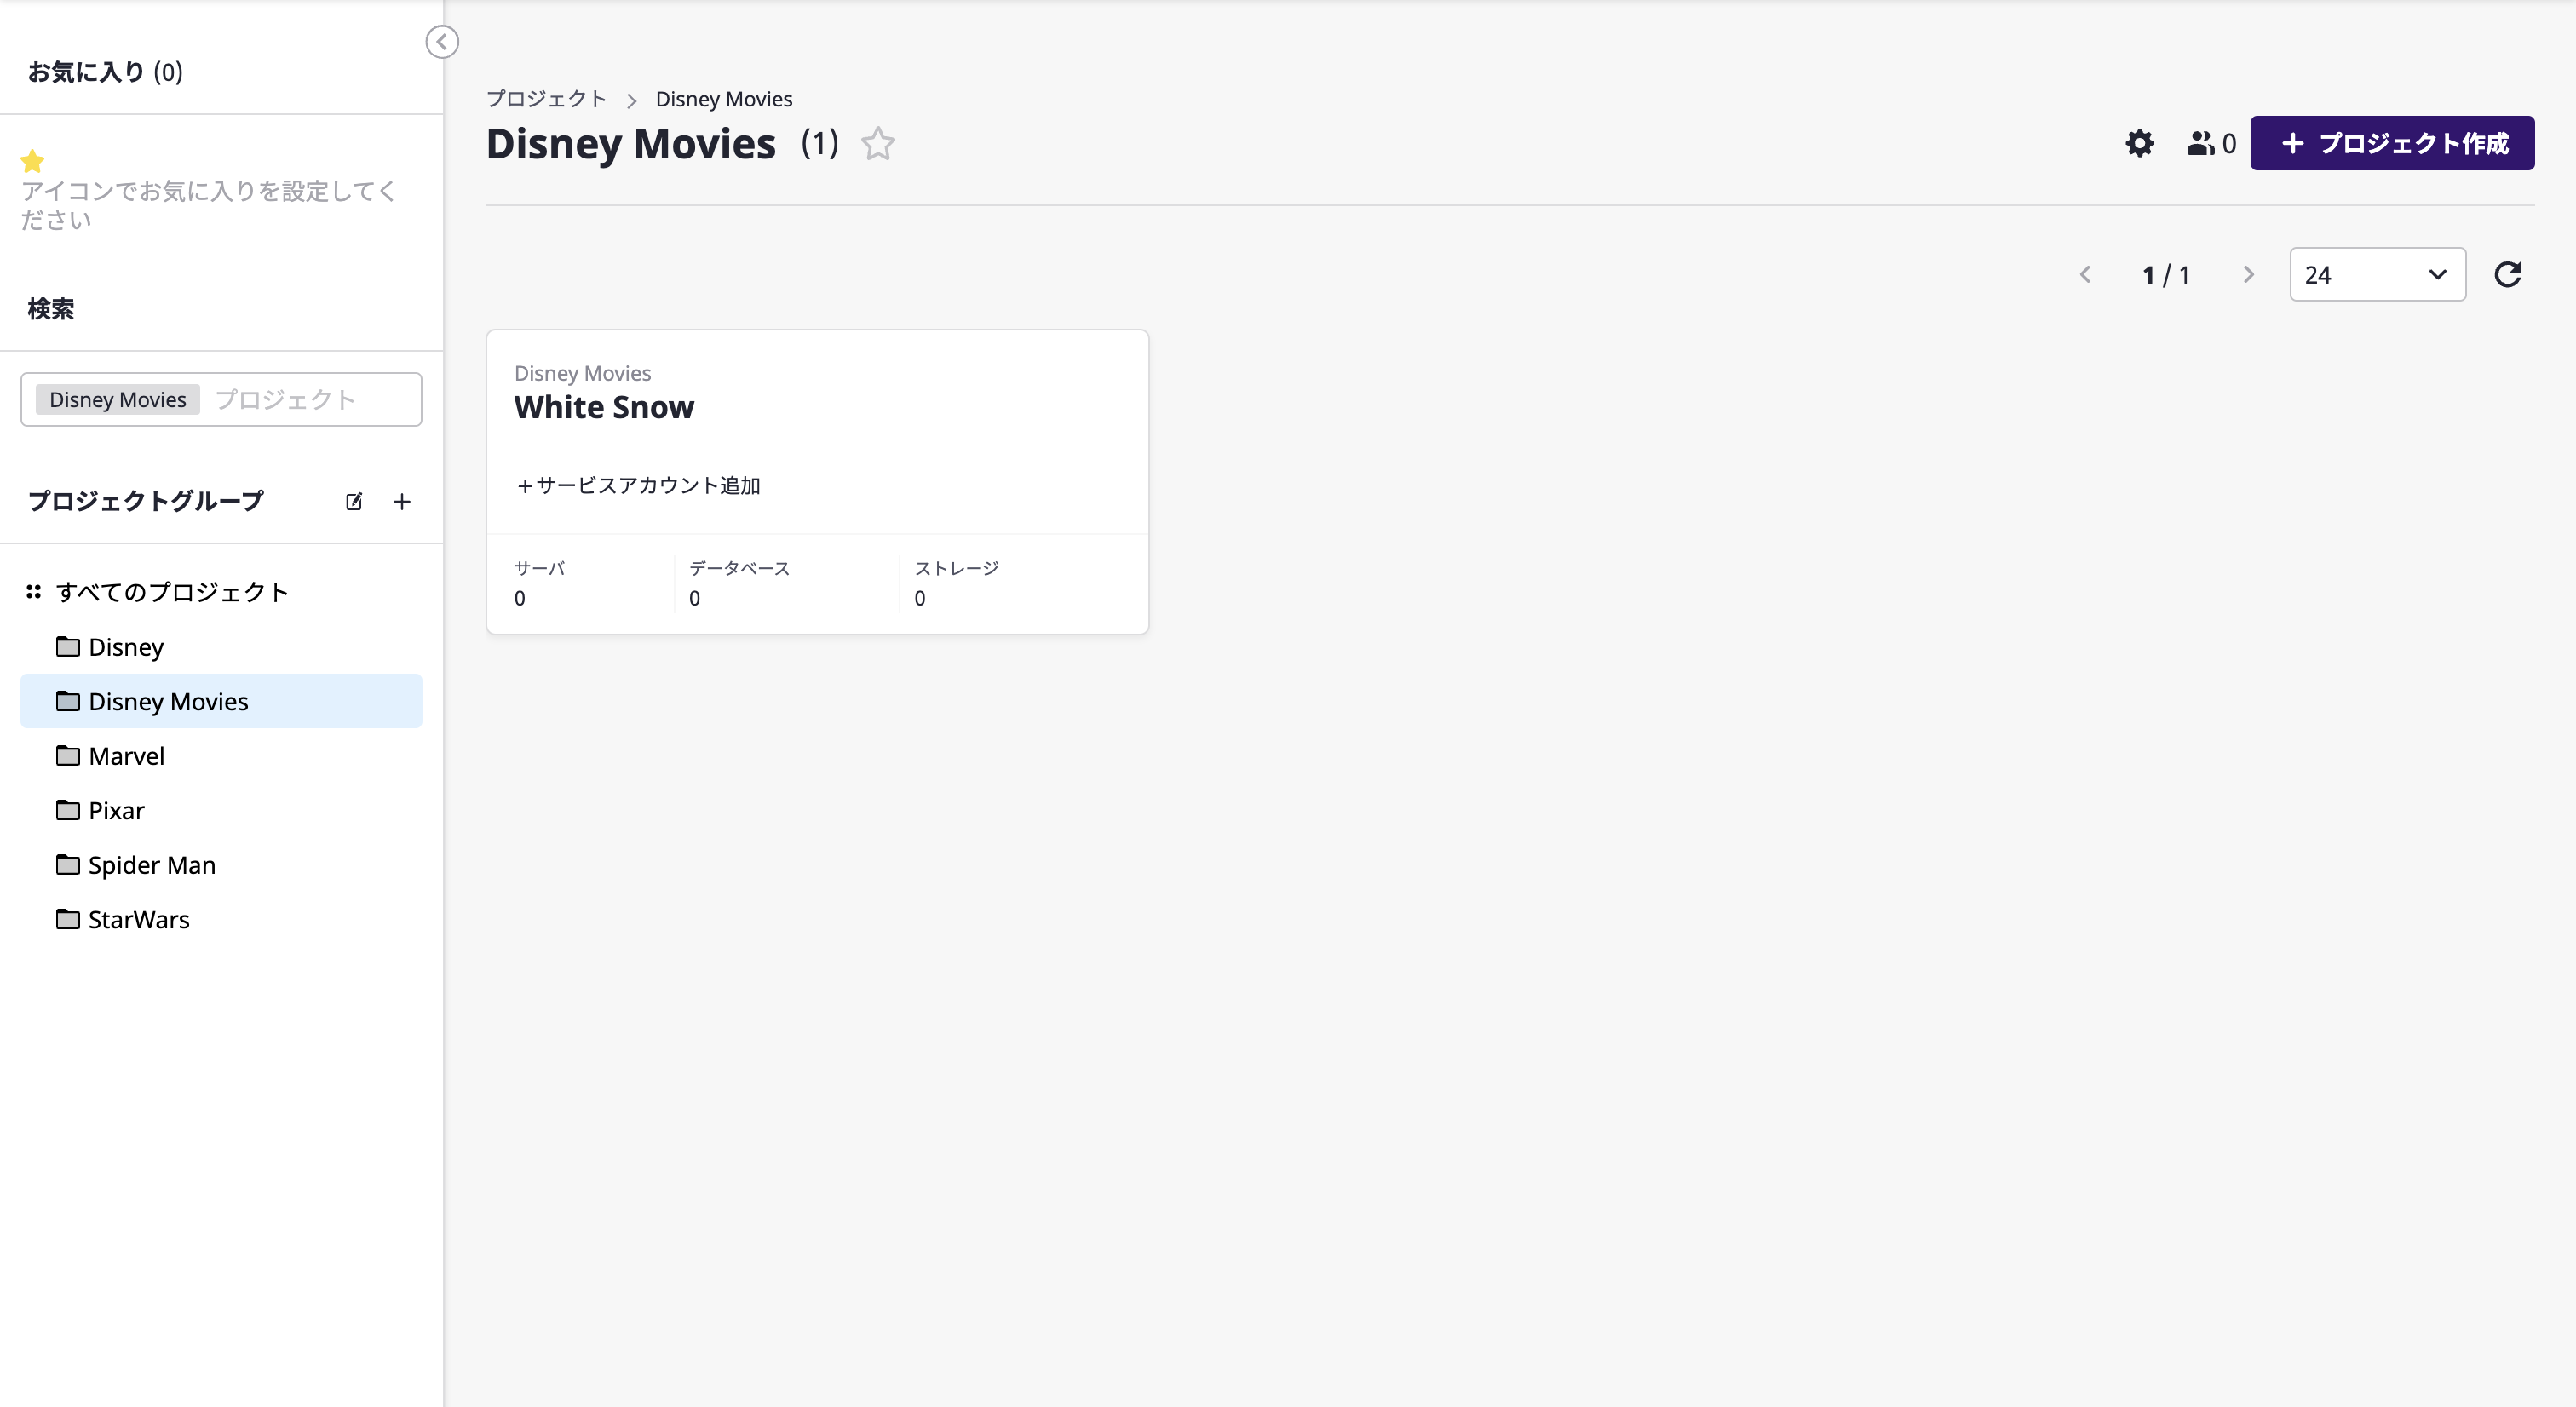 お気に入り (0)
アイコンでお気に入りを設定してく
ださい
検索
Disney Movies プロジェクト
プロジェクトグループ
すべてのプロジェクト
Disney
Disney Movies
Marvel
Pixar
Spider Man
StarWars
プロジェクト > Disney Movies
Disney Movies (1)
0
+ プロジェクト作成
1 / 1
24
Disney Movies
White Snow
+サービスアカウント追加
サーバ
0
データベース
0
ストレージ
0